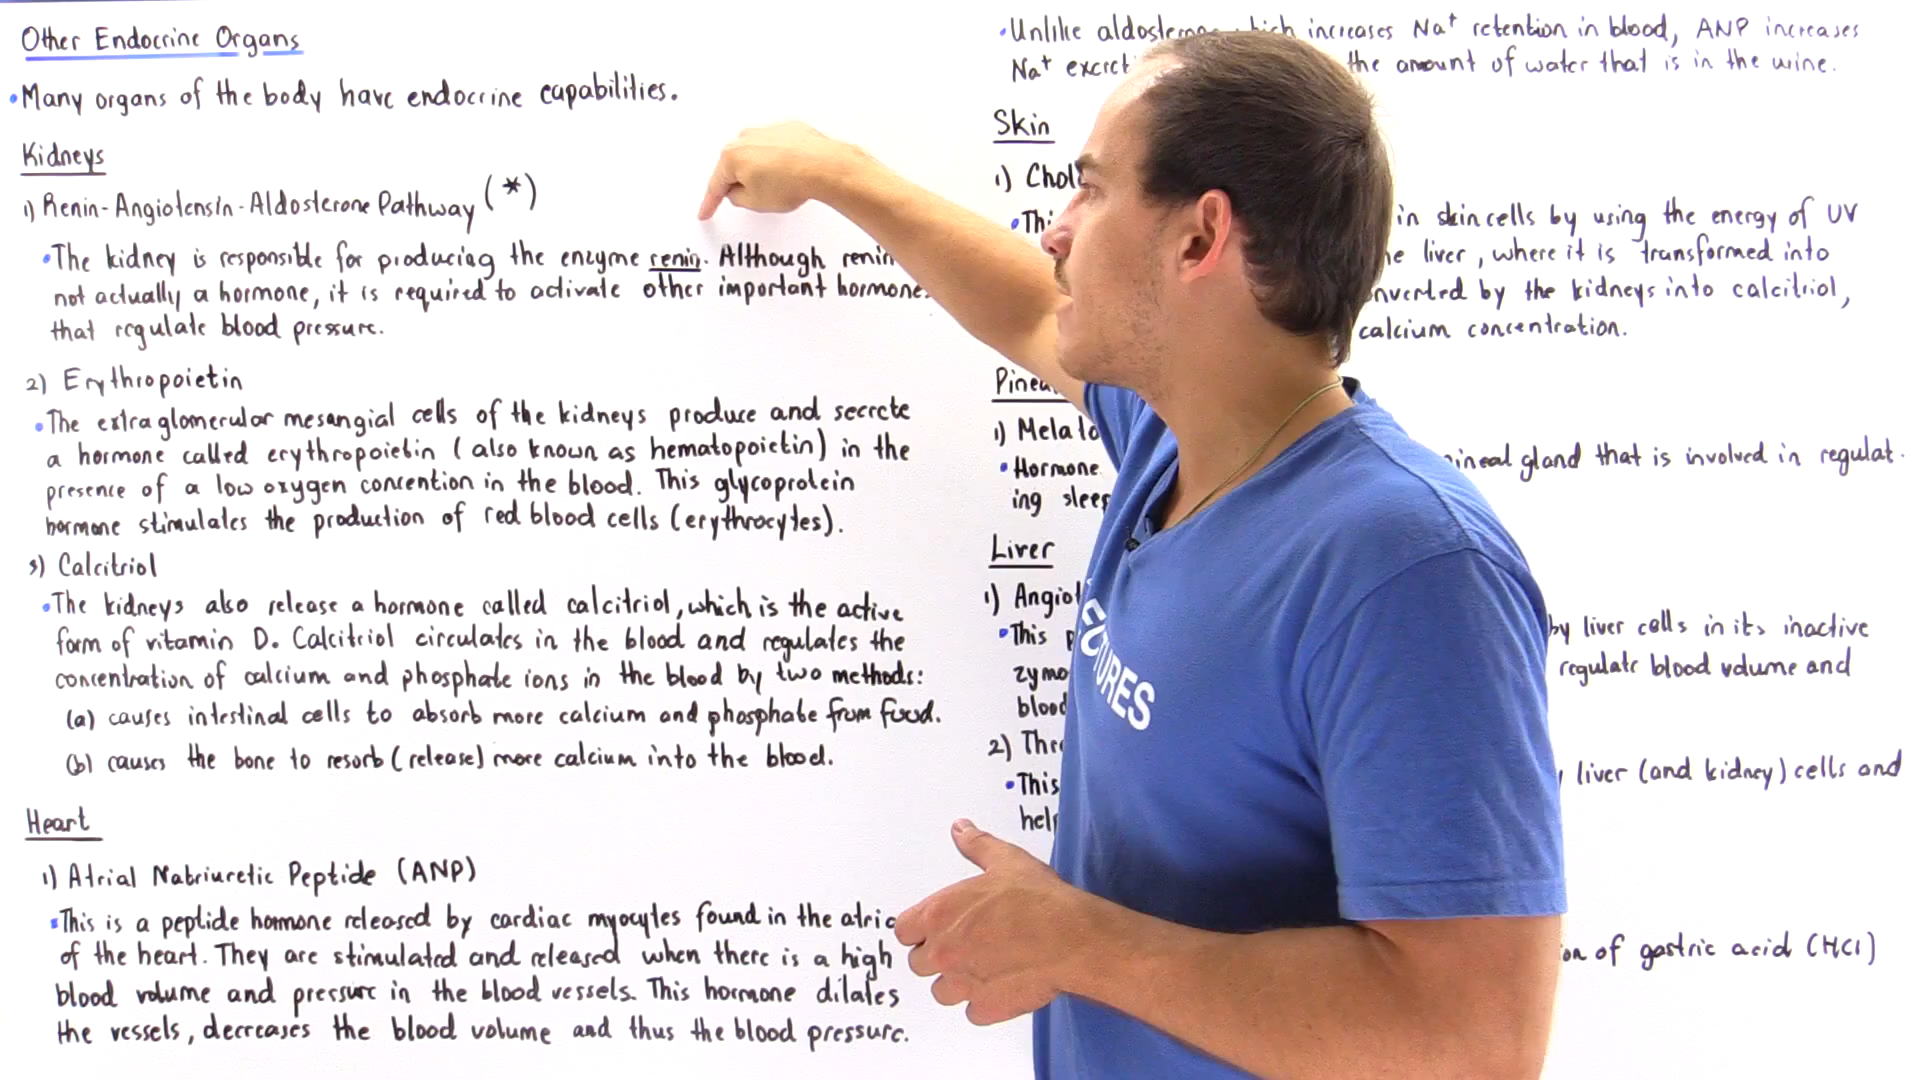 Other Endocrine Organs
• Many organs of the body have endocrine capabilities.
Kidneys
1) Renin-Angiotensin-Aldosterone Pathway (*)
• The kidney is responsible for producing the enzyme renin. Although renin
not actually a hormone, it is required to activate other important hormone
that regulate blood pressure.
2) Erythropoietin
• The extraglomerular mesangial cells of the kidneys produce and secrete
a hormone called erythropoietin (also known as hematopoietin) in the
presence of a low oxygen concention in the blood. This glycoprotein
hormone stimulates the production of red blood cells (erythrocytes).
3) Calcitriol
• The kidneys also release a hormone called calcitriol, which is the active
form of vitamin D. Calcitriol circulates in the blood and regulates the
concentration of calcium and phosphate ions in the blood by two methods:
(a) causes intestinal cells to absorb more calcium and phosphate from food.
(b) causes the bone to resorb (release) more calcium into the blood.
Heart
1) Atrial Natriuretic Peptide (ANP)
• This is a peptide hormone released by cardiac myocytes found in the atria
of the heart. They are stimulated and released when there is a high
blood volume and pressure in the blood vessels. This hormone dilates
the vessels, decreases the blood volume and thus the blood pressure.
• Unlike aldosterone which increases Na+ retention in blood, ANP increases
Na+ the amount of water that is in the urine.
Skin
1)
• in skin cells by using the energy of UV
liver, where it is transformed into
by the kidneys into calcitriol,
calcium concentration.
1)
• Hormone pineal gland that is involved in regulat-
ing
Liver
1)
• This by liver cells in its inactive
regulate blood volume and
blood
2)
• This liver (and kidney) cells and
of gastric acid (HCl)